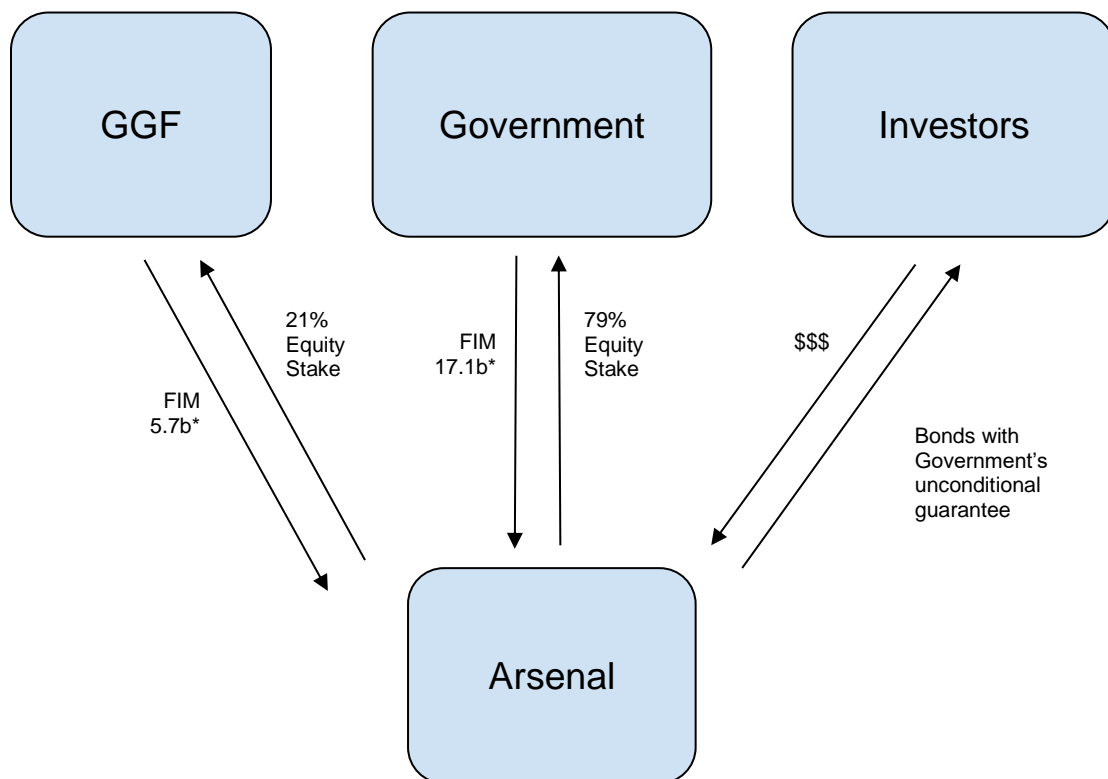 GGF
Government
Investors
21%
Equity
Stake
FIM
5.7b*
FIM
17.1b*
79%
Equity
Stake
$$$
Bonds with
Government's
unconditional
guarantee
Arsenal